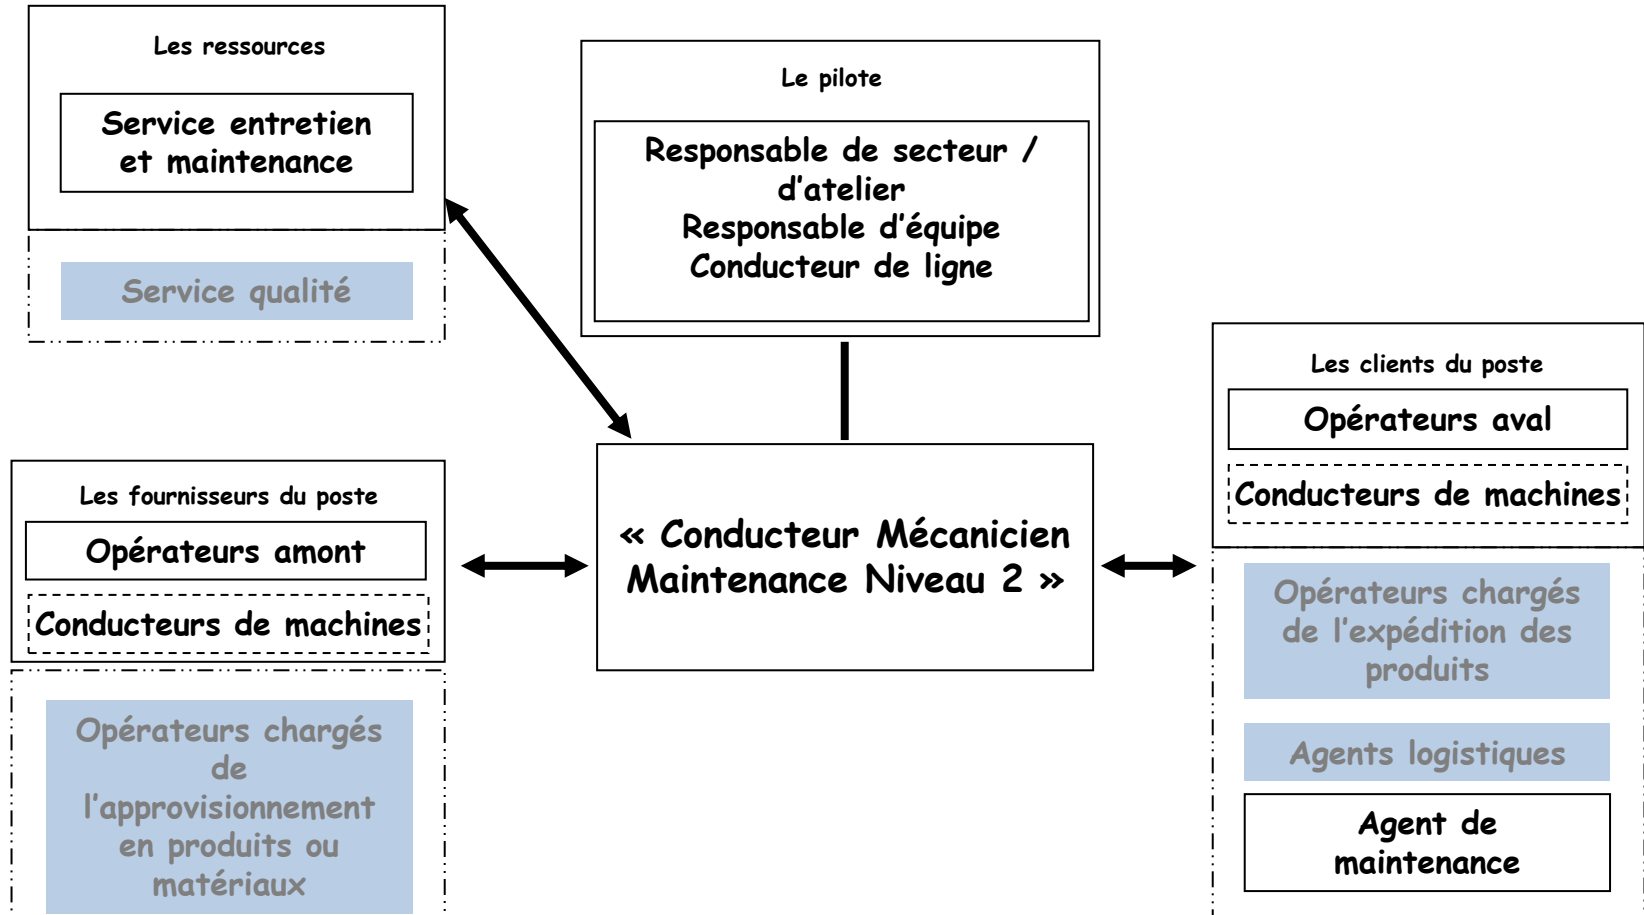 Les ressources
Service entretien
et maintenance
Service qualité
Le pilote
Responsable de secteur /
d'atelier
Responsable d'équipe
Conducteur de ligne
Les fournisseurs du poste
Opérateurs amont
Conducteurs de machines
Opérateurs chargés
de
l'approvisionnement
en produits ou
matériaux
« Conducteur Mécanicien
Maintenance Niveau 2 »
Les clients du poste
Opérateurs aval
Conducteurs de machines
Opérateurs chargés
de l'expédition des
produits
Agents logistiques
Agent de
maintenance